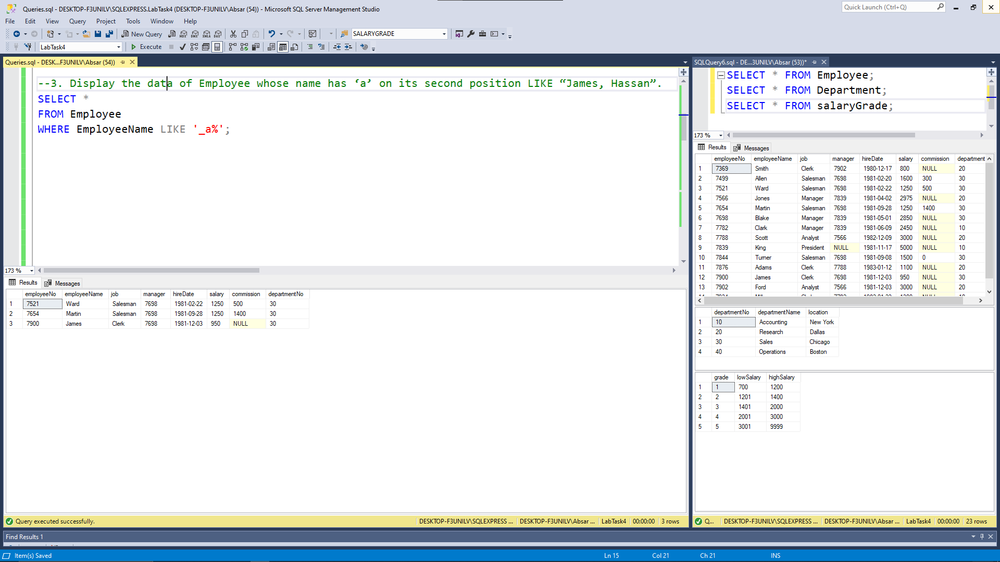 Queries.sql - DESKTOP-F3UNILV\SQLEXPRESS.LabTask4 (DESKTOP-F3UNILV\Absar (54)) - Microsoft SQL Server Management Studio
Quick Launch (Ctrl+Q)
File Edit View Query Project Tools Window Help
New Query MDX DMX XMLA DAX SALARYGRADE
LabTask4 Execute
Queries.sql - DESK...F3UNILV\Absar (54))
--3. Display the data of Employee whose name has ‘a’ on its second position LIKE “James, Hassan”.
SELECT *
FROM Employee
WHERE EmployeeName LIKE '_a%';
173 %
Results Messages
employeeNo employeeName job manager hireDate salary commission departmentNo
1 7521 Ward Salesman 7698 1981-02-22 1250 500 30
2 7654 Martin Salesman 7698 1981-09-28 1250 1400 30
3 7900 James Clerk 7698 1981-12-03 950 NULL 30
Query executed successfully. DESKTOP-F3UNILV\SQLEXPRESS ... DESKTOP-F3UNILV\Absar ... LabTask4 00:00:00 3 rows
SQLQuery6.sql - DE...3UNILV\Absar (53))*
SELECT * FROM Employee;
SELECT * FROM Department;
SELECT * FROM salaryGrade;
173 %
Results Messages
employeeNo employeeName job manager hireDate salary commission department
1 7369 Smith Clerk 7902 1980-12-17 800 NULL 20
2 7499 Allen Salesman 7698 1981-02-20 1600 300 30
3 7521 Ward Salesman 7698 1981-02-22 1250 500 30
4 7566 Jones Manager 7839 1981-04-02 2975 NULL 20
5 7654 Martin Salesman 7698 1981-09-28 1250 1400 30
6 7698 Blake Manager 7839 1981-05-01 2850 NULL 30
7 7782 Clark Manager 7839 1981-06-09 2450 NULL 10
8 7788 Scott Analyst 7566 1982-12-09 3000 NULL 20
9 7839 King President NULL 1981-11-17 5000 NULL 10
10 7844 Turner Salesman 7698 1981-09-08 1500 0 30
11 7876 Adams Clerk 7788 1983-01-12 1100 NULL 20
12 7900 James Clerk 7698 1981-12-03 950 NULL 30
13 7902 Ford Analyst 7566 1981-12-03 3000 NULL 20
departmentNo departmentName location
1 10 Accounting New York
2 20 Research Dallas
3 30 Sales Chicago
4 40 Operations Boston
grade lowSalary highSalary
1 1 700 1200
2 2 1201 1400
3 3 1401 2000
4 4 2001 3000
5 5 3001 9999
Q... DESKTOP-F3UNILV\SQLEXPRESS ... DESKTOP-F3UNILV\Absar ... LabTask4 00:00:00 23 rows
Find Results 1
Item(s) Saved Ln 15 Col 21 Ch 21 INS